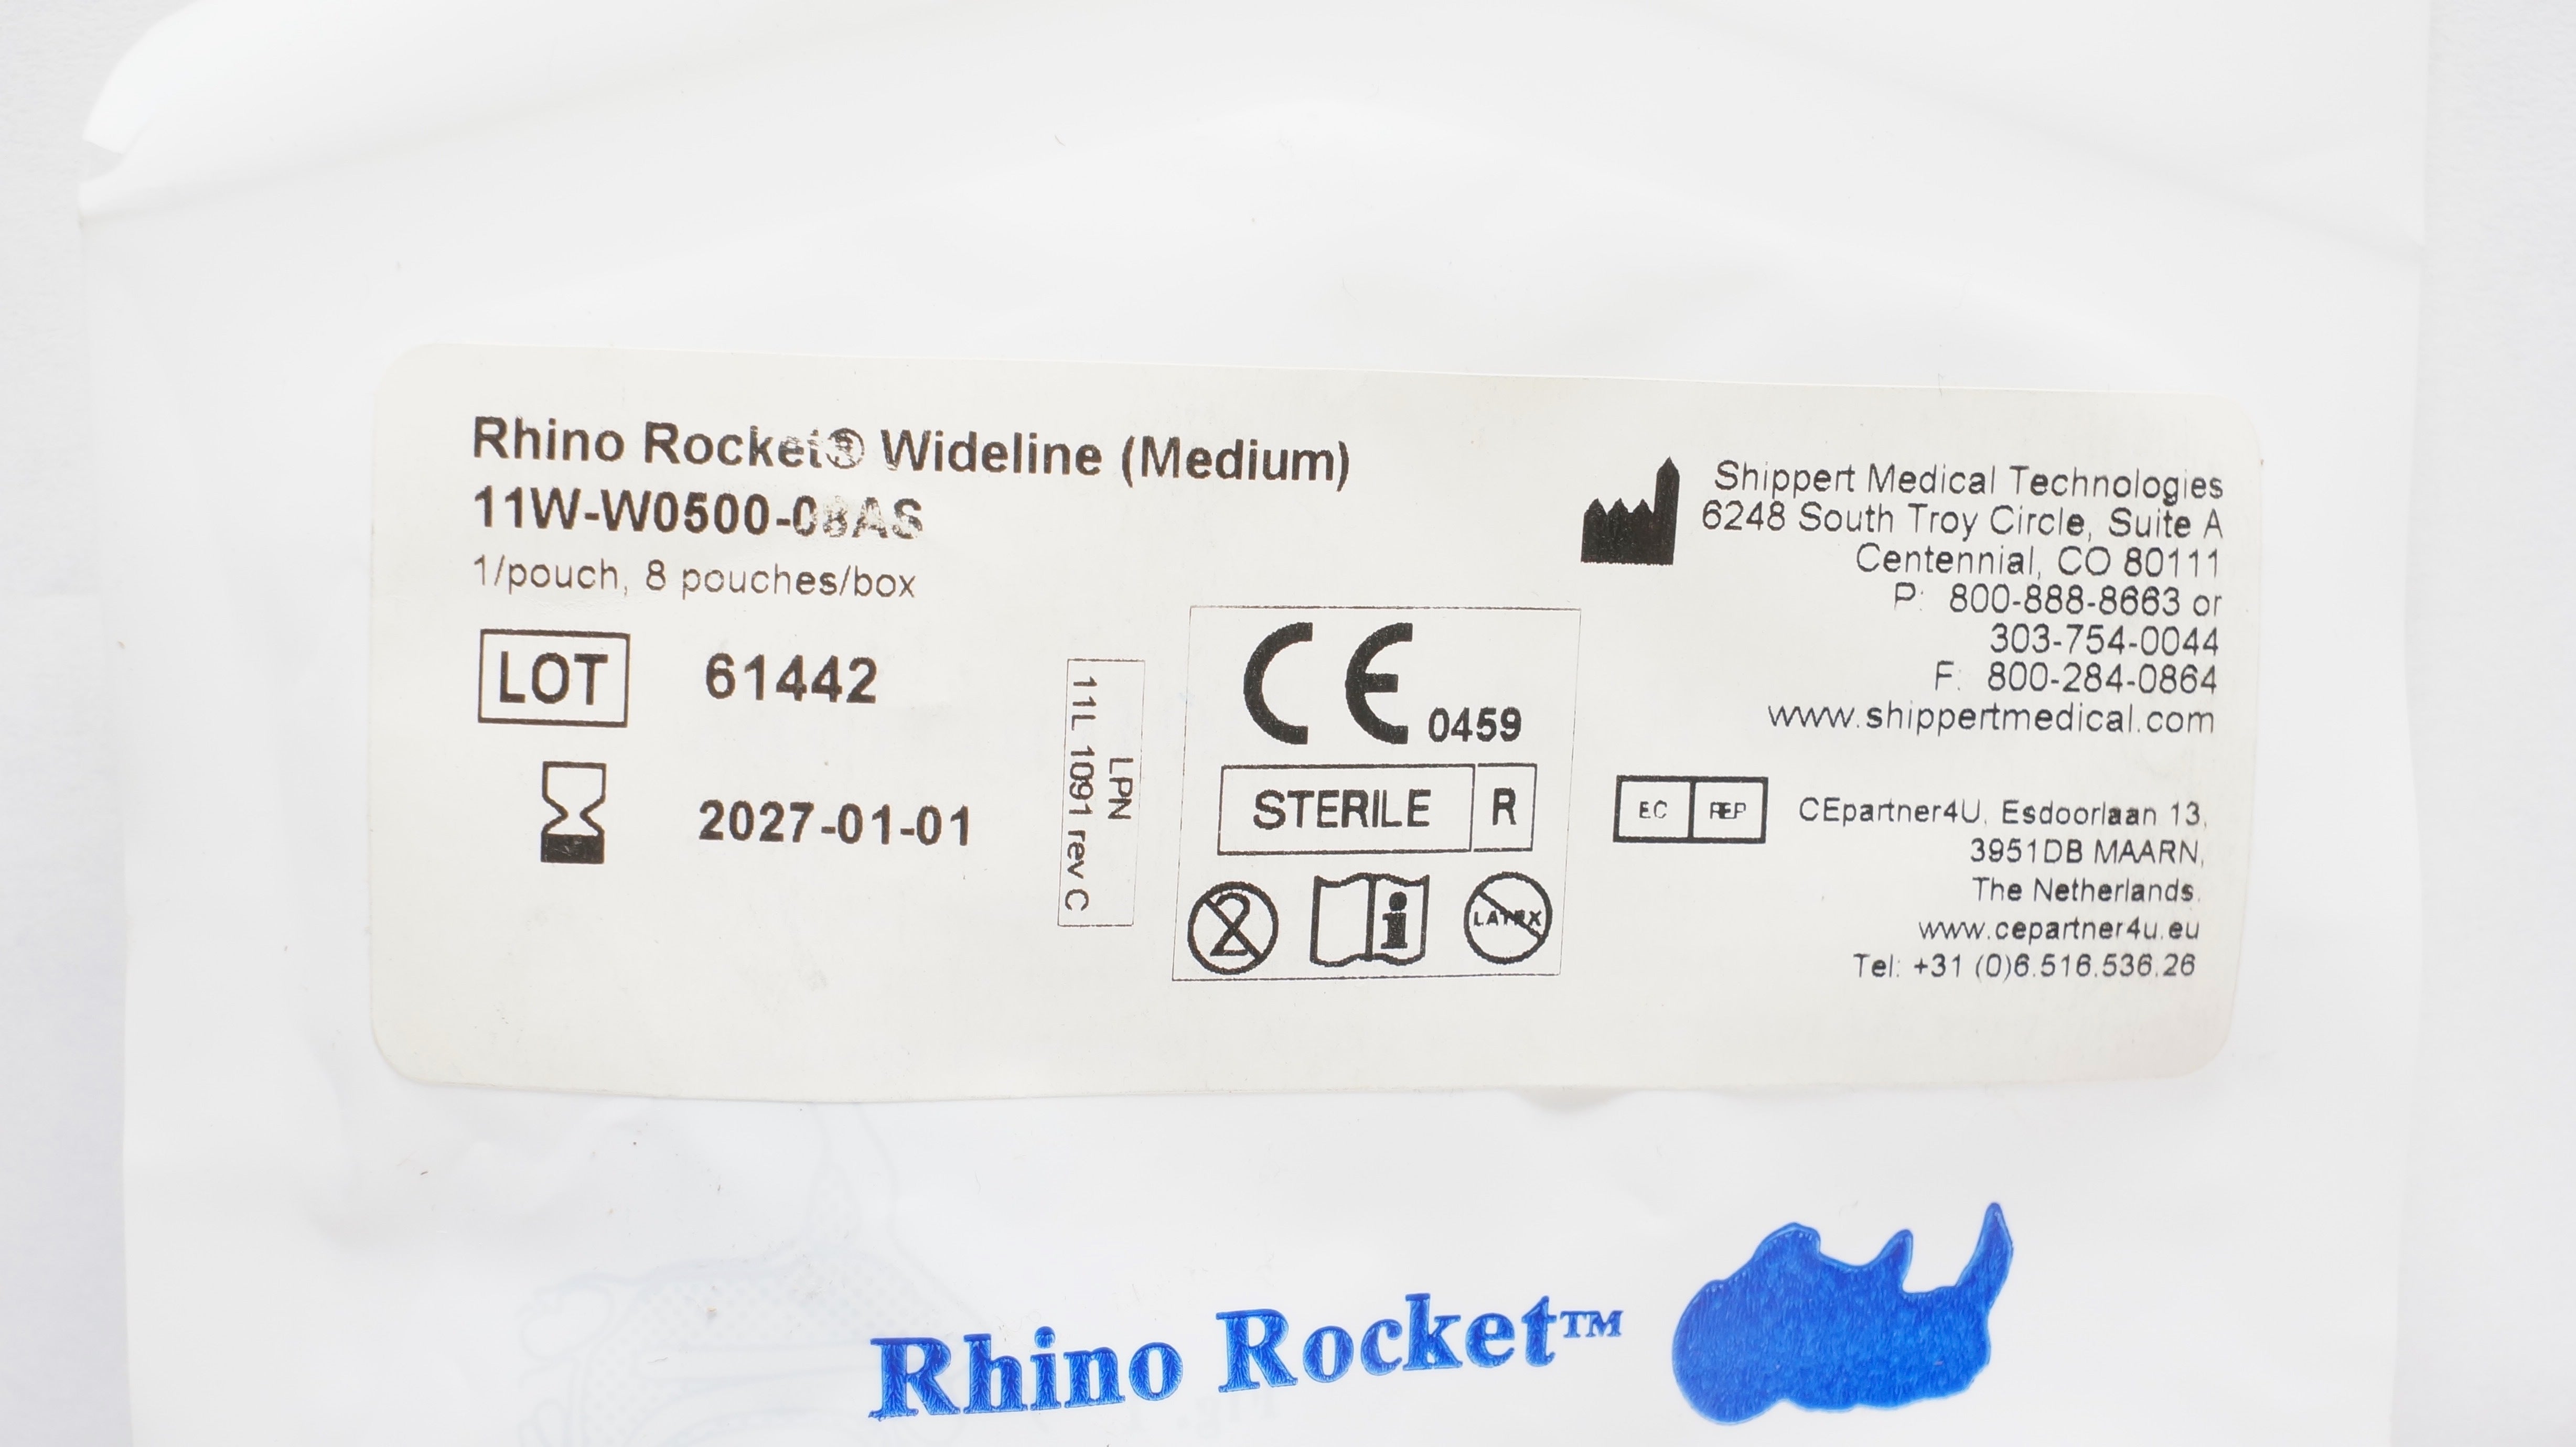 Rhino Rocket® Wideline (Medium)
11W-W0500-08AS
1/pouch, 8 pouches/box
LOT 61442
2027-01-01
LPN
11L 1091 rev C
CE 0459
STERILE R
2
i
LATEX
Shippert Medical Technologies
6248 South Troy Circle, Suite A
Centennial, CO 80111
P: 800-888-8663 or
303-754-0044
F: 800-284-0864
www.shippertmedical.com
EC REP
CEpartner4U, Esdoorlaan 13,
3951DB MAARN,
The Netherlands.
www.cepartner4u.eu
Tel: +31 (0)6.516.536.26
Rhino Rocket™